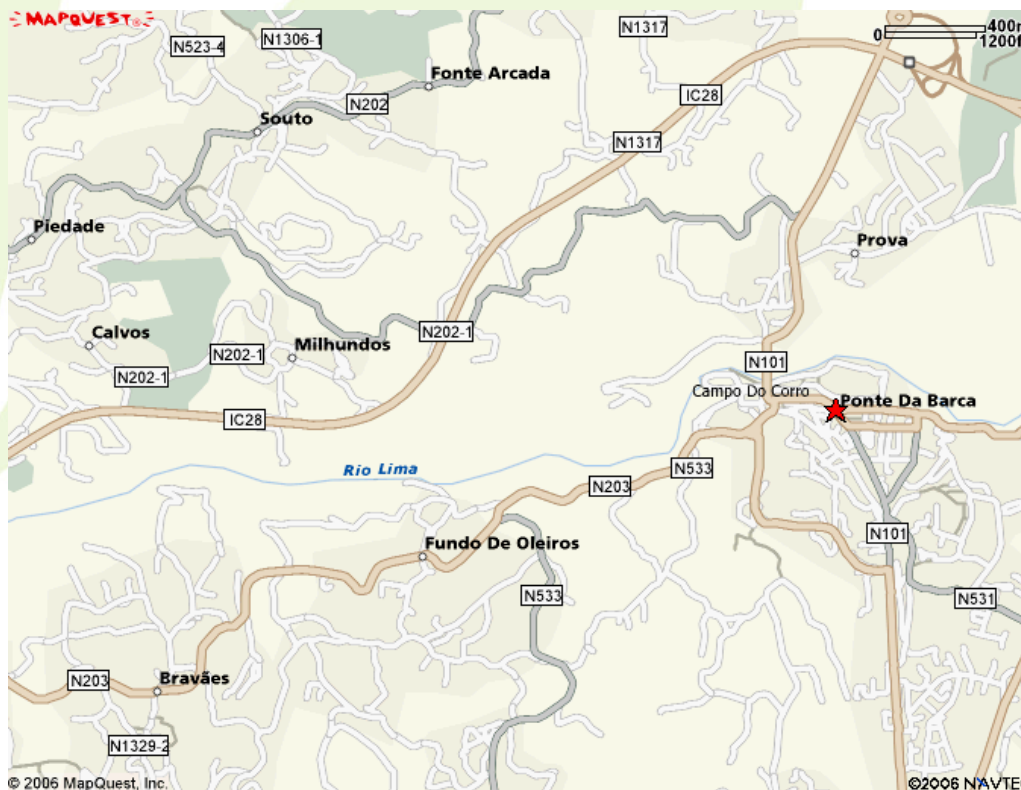 MAPQUEST
N523-4
N1306-1
N1317
400m
0
1200ft
Fonte Arcada
N202
IC28
Souto
N1317
Piedade
Prova
Calvos
N202-1
Milhundos
N202-1
N202-1
N101
Campo Do Corro
Ponte Da Barca
IC28
Rio Lima
N533
N203
N101
Fundo De Oleiros
N533
N531
N203
Bravães
N1329-2
© 2006 MapQuest, Inc.
©2006 NAVTE